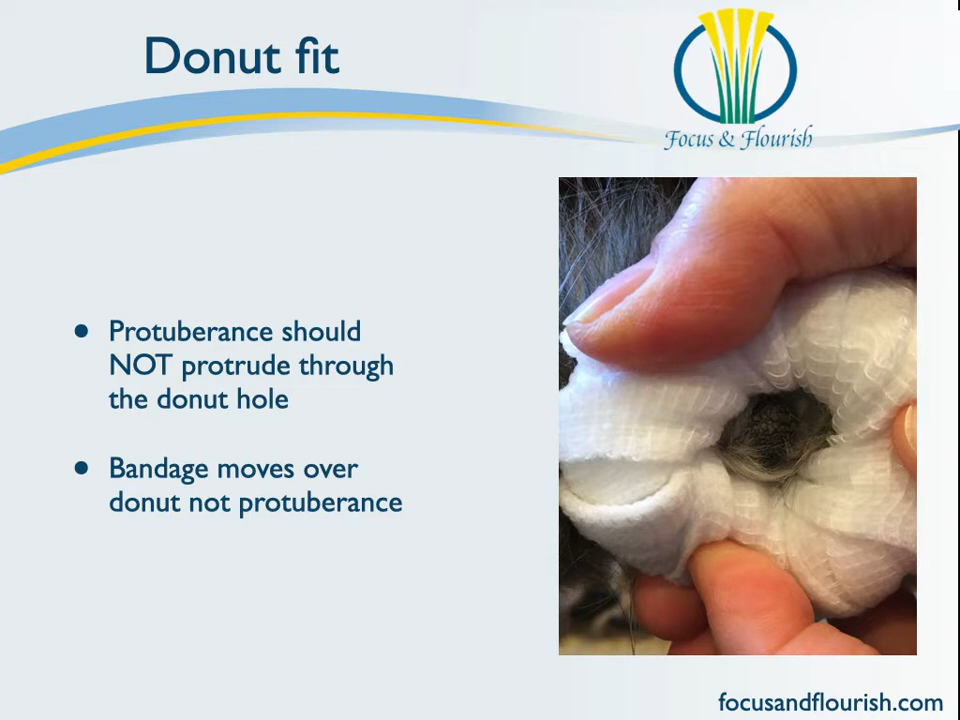 Donut fit
Focus & Flourish
● Protuberance should
NOT protrude through
the donut hole
● Bandage moves over
donut not protuberance
focusandflourish.com